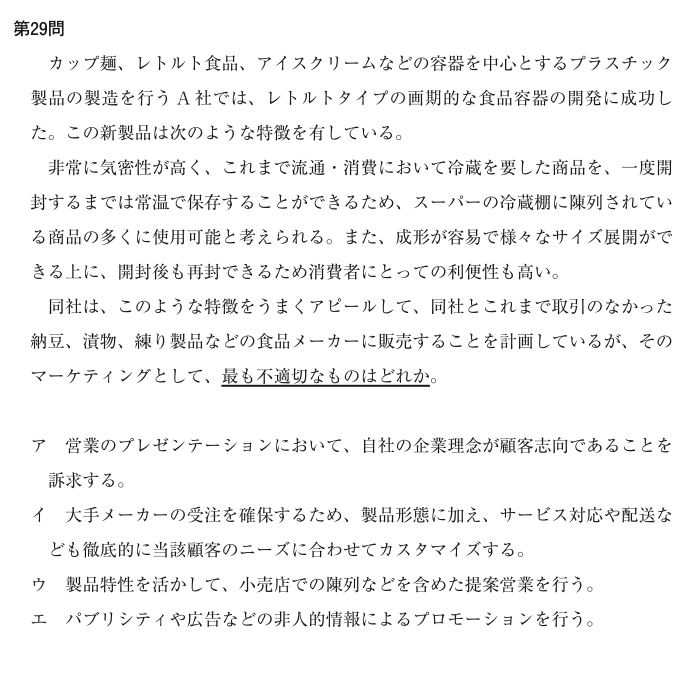 第29問
カップ麺、レトルト食品、アイスクリームなどの容器を中心とするプラスチック
製品の製造を行う A 社では、レトルトタイプの画期的な食品容器の開発に成功し
た。この新製品は次のような特徴を有している。
非常に気密性が高く、これまで流通・消費において冷蔵を要した商品を、一度開
封するまでは常温で保存することができるため、スーパーの冷蔵棚に陳列されてい
る商品の多くに使用可能と考えられる。また、成形が容易で様々なサイズ展開がで
きる上に、開封後も再封できるため消費者にとっての利便性も高い。
同社は、このような特徴をうまくアピールして、同社とこれまで取引のなかった
納豆、漬物、練り製品などの食品メーカーに販売することを計画しているが、その
マーケティングとして、最も不適切なものはどれか。
ア 営業のプレゼンテーションにおいて、自社の企業理念が顧客志向であることを
訴求する。
イ 大手メーカーの受注を確保するため、製品形態に加え、サービス対応や配送な
ども徹底的に当該顧客のニーズに合わせてカスタマイズする。
ウ 製品特性を活かして、小売店での陳列などを含めた提案営業を行う。
エ パブリシティや広告などの非人的情報によるプロモーションを行う。